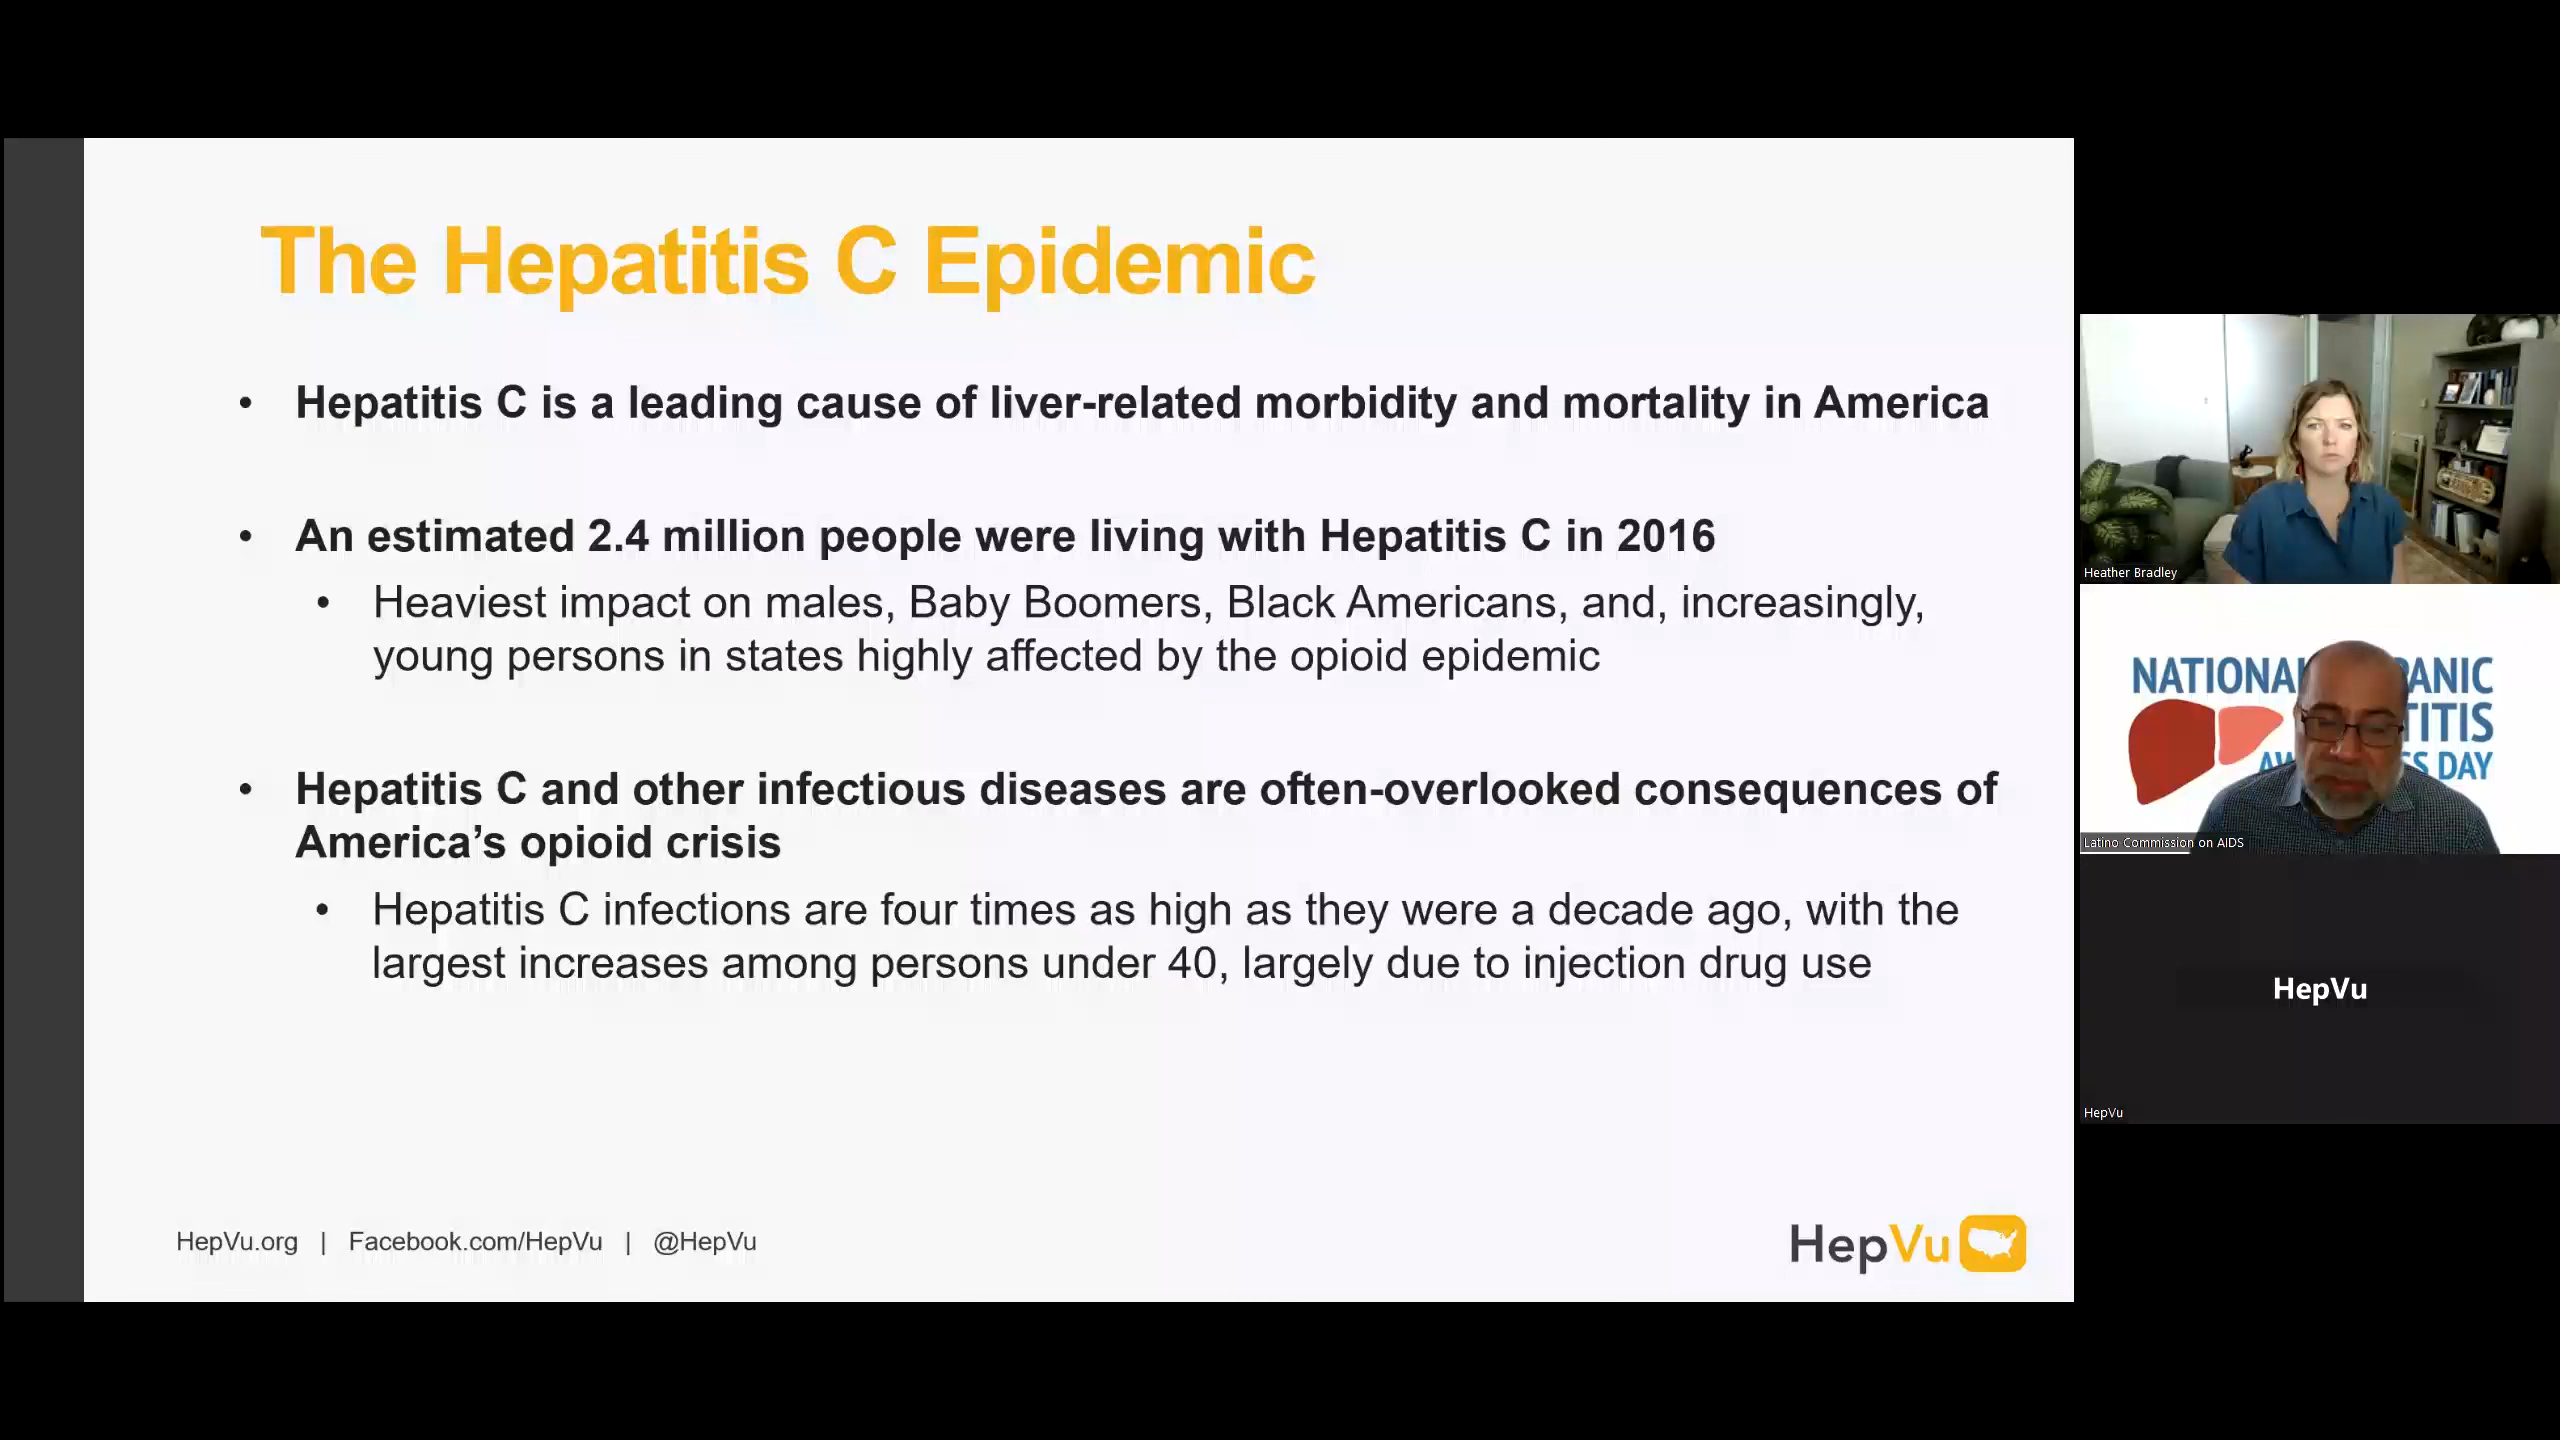 The Hepatitis C Epidemic
• Hepatitis C is a leading cause of liver-related morbidity and mortality in America
• An estimated 2.4 million people were living with Hepatitis C in 2016
• Heaviest impact on males, Baby Boomers, Black Americans, and, increasingly,
young persons in states highly affected by the opioid epidemic
• Hepatitis C and other infectious diseases are often-overlooked consequences of
America’s opioid crisis
• Hepatitis C infections are four times as high as they were a decade ago, with the
largest increases among persons under 40, largely due to injection drug use
HepVu.org | Facebook.com/HepVu | @HepVu
HepVu
Heather Bradley
NATIONAL
DAY
Latino Commission on AIDS
HepVu
HepVu